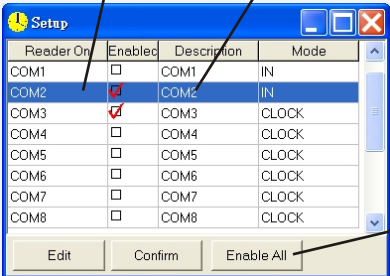 Setup
Reader On Enabled Description Mode
COM1 COM1 IN
COM2 COM2 IN
COM3 COM3 CLOCK
COM4 COM4 CLOCK
COM5 COM5 CLOCK
COM6 COM6 CLOCK
COM7 COM7 CLOCK
COM8 COM8 CLOCK
Edit Confirm Enable All